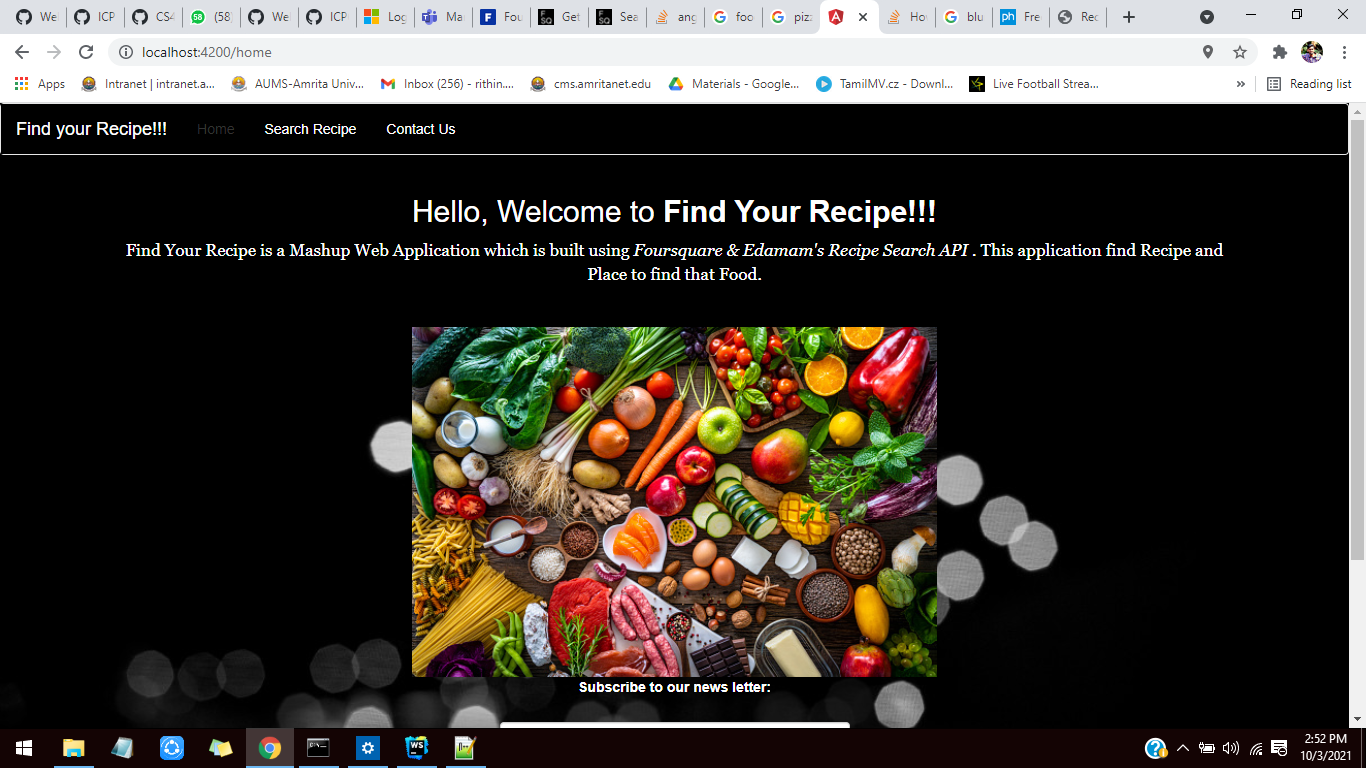 Wel
ICP
CS4
(58)
Wel
ICP
Log
Ma
Fou
Get
Sea
ang
foo
piz
Ho
blu
Fre
Rec
localhost:4200/home
Apps
Intranet | intranet.a...
AUMS-Amrita Univ...
Inbox (256) - rithin....
cms.amritanet.edu
Materials - Google...
TamilMV.cz - Downl...
Live Football Strea...
»
Reading list
Find your Recipe!!!
Home
Search Recipe
Contact Us
Hello, Welcome to Find Your Recipe!!!
Find Your Recipe is a Mashup Web Application which is built using Foursquare & Edamam's Recipe Search API . This application find Recipe and
Place to find that Food.
Subscribe to our news letter:
2:52 PM
10/3/2021